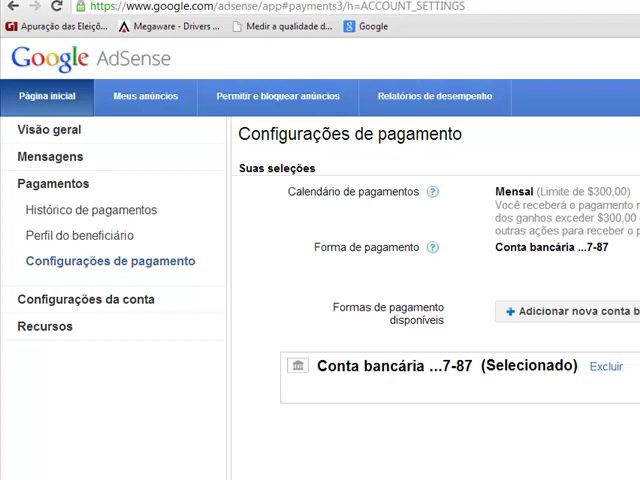 https://www.google.com/adsense/app#payments3/h=ACCOUNT_SETTINGS
Apuração das Eleiçõ... Megaware - Drivers ... Medir a qualidade d... Google
Google AdSense
Página inicial Meus anúncios Permitir e bloquear anúncios Relatórios de desempenho
Visão geral
Mensagens
Pagamentos
Histórico de pagamentos
Perfil do beneficiário
Configurações de pagamento
Configurações da conta
Recursos
Configurações de pagamento
Suas seleções
Calendário de pagamentos ? Mensal (Limite de $300,00)
Você receberá o pagamento
dos ganhos exceder $300,00
outras ações para receber o
Forma de pagamento ? Conta bancária ...7-87
Formas de pagamento
disponíveis
+ Adicionar nova conta b
Conta bancária ...7-87 (Selecionado) Excluir